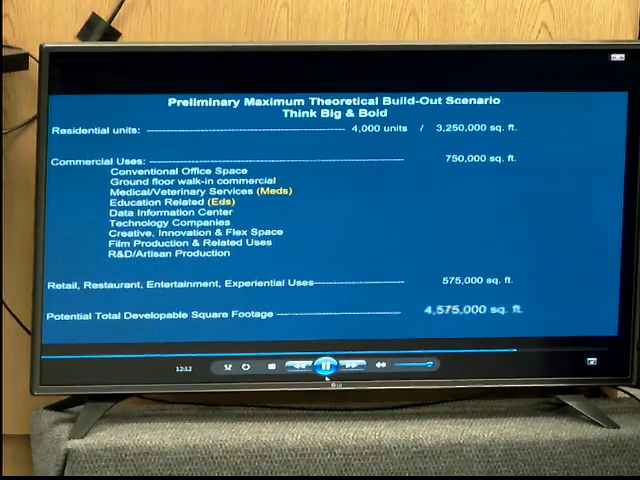 Preliminary Maximum Theoretical Build-Out Scenario
Think Big & Bold
Residential units: ---------- 4,000 units / 3,250,000 sq. ft.
Commercial Uses: ---------- 750,000 sq. ft.
Conventional Office Space
Ground floor walk-in commercial
Medical/Veterinary Services (Meds)
Education Related (Eds)
Data Information Center
Technology Companies
Creative, Innovation & Flex Space
Film Production & Related Uses
R&D/Artisan Production
Retail, Restaurant, Entertainment, Experiential Uses---------- 575,000 sq. ft.
Potential Total Developable Square Footage ---------- 4,575,000 sq. ft.
12:12
LG